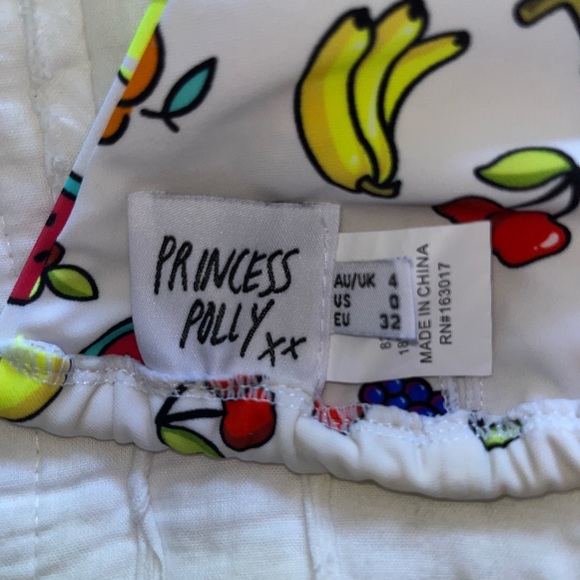 PRINCESS
POLLY xx
AU/UK 4
US 0
EU 32
MADE IN CHINA
RN#163017